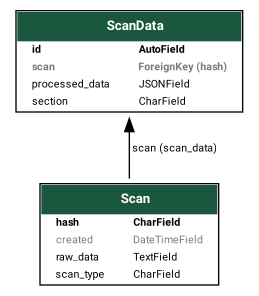 ScanData
id AutoField
scan ForeignKey (hash)
processed_data JSONField
section CharField
scan (scan_data)
Scan
hash CharField
created DateTimeField
raw_data TextField
scan_type CharField